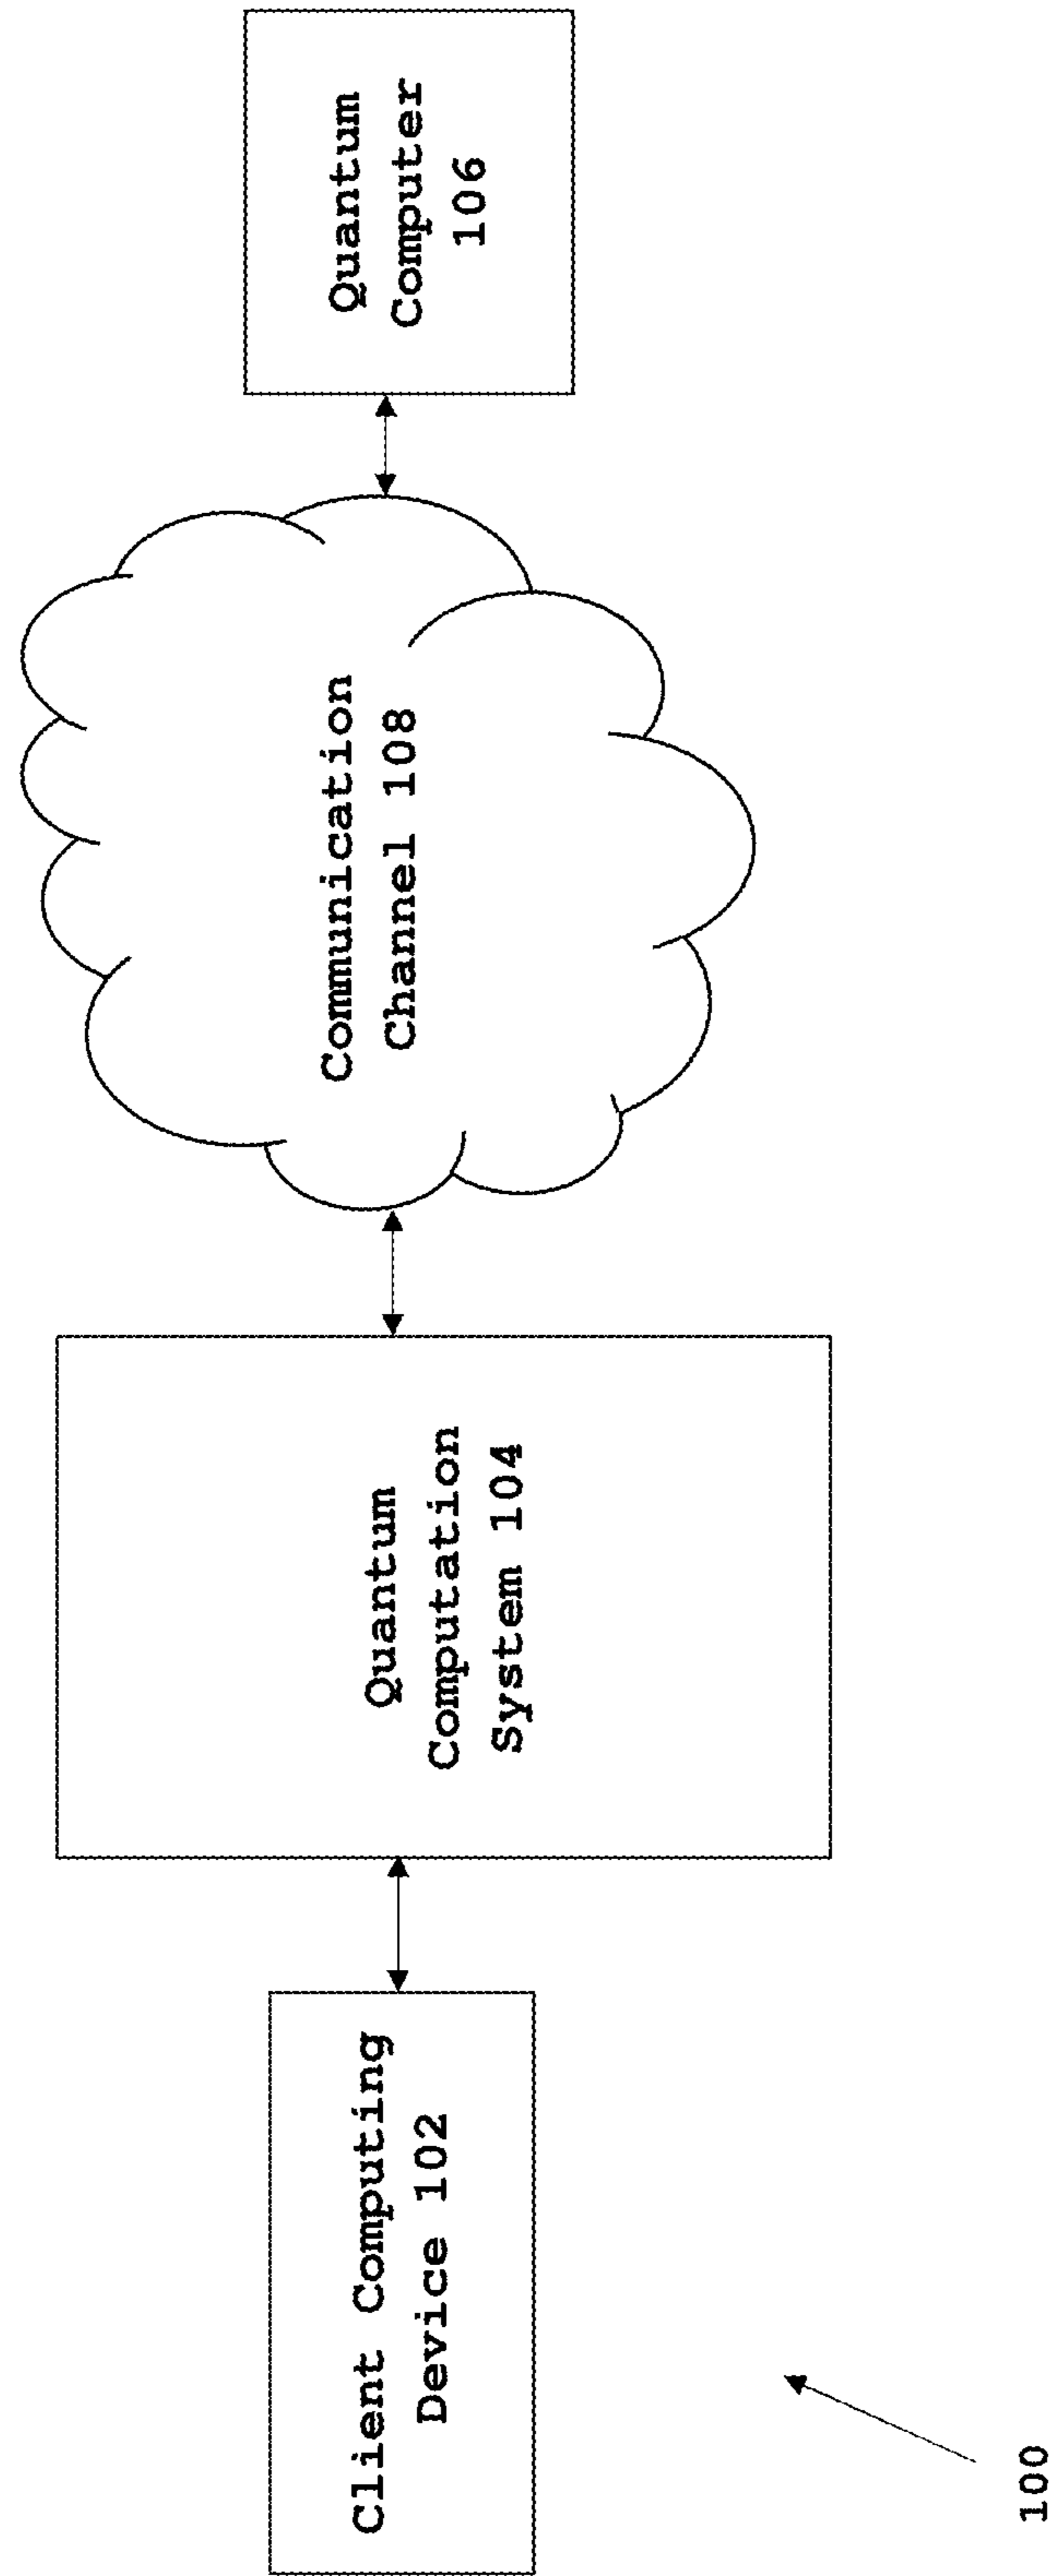 Client Computing
Device 102
Quantum
Computation
System 104
Communication
Channel 108
Quantum
Computer
106
100